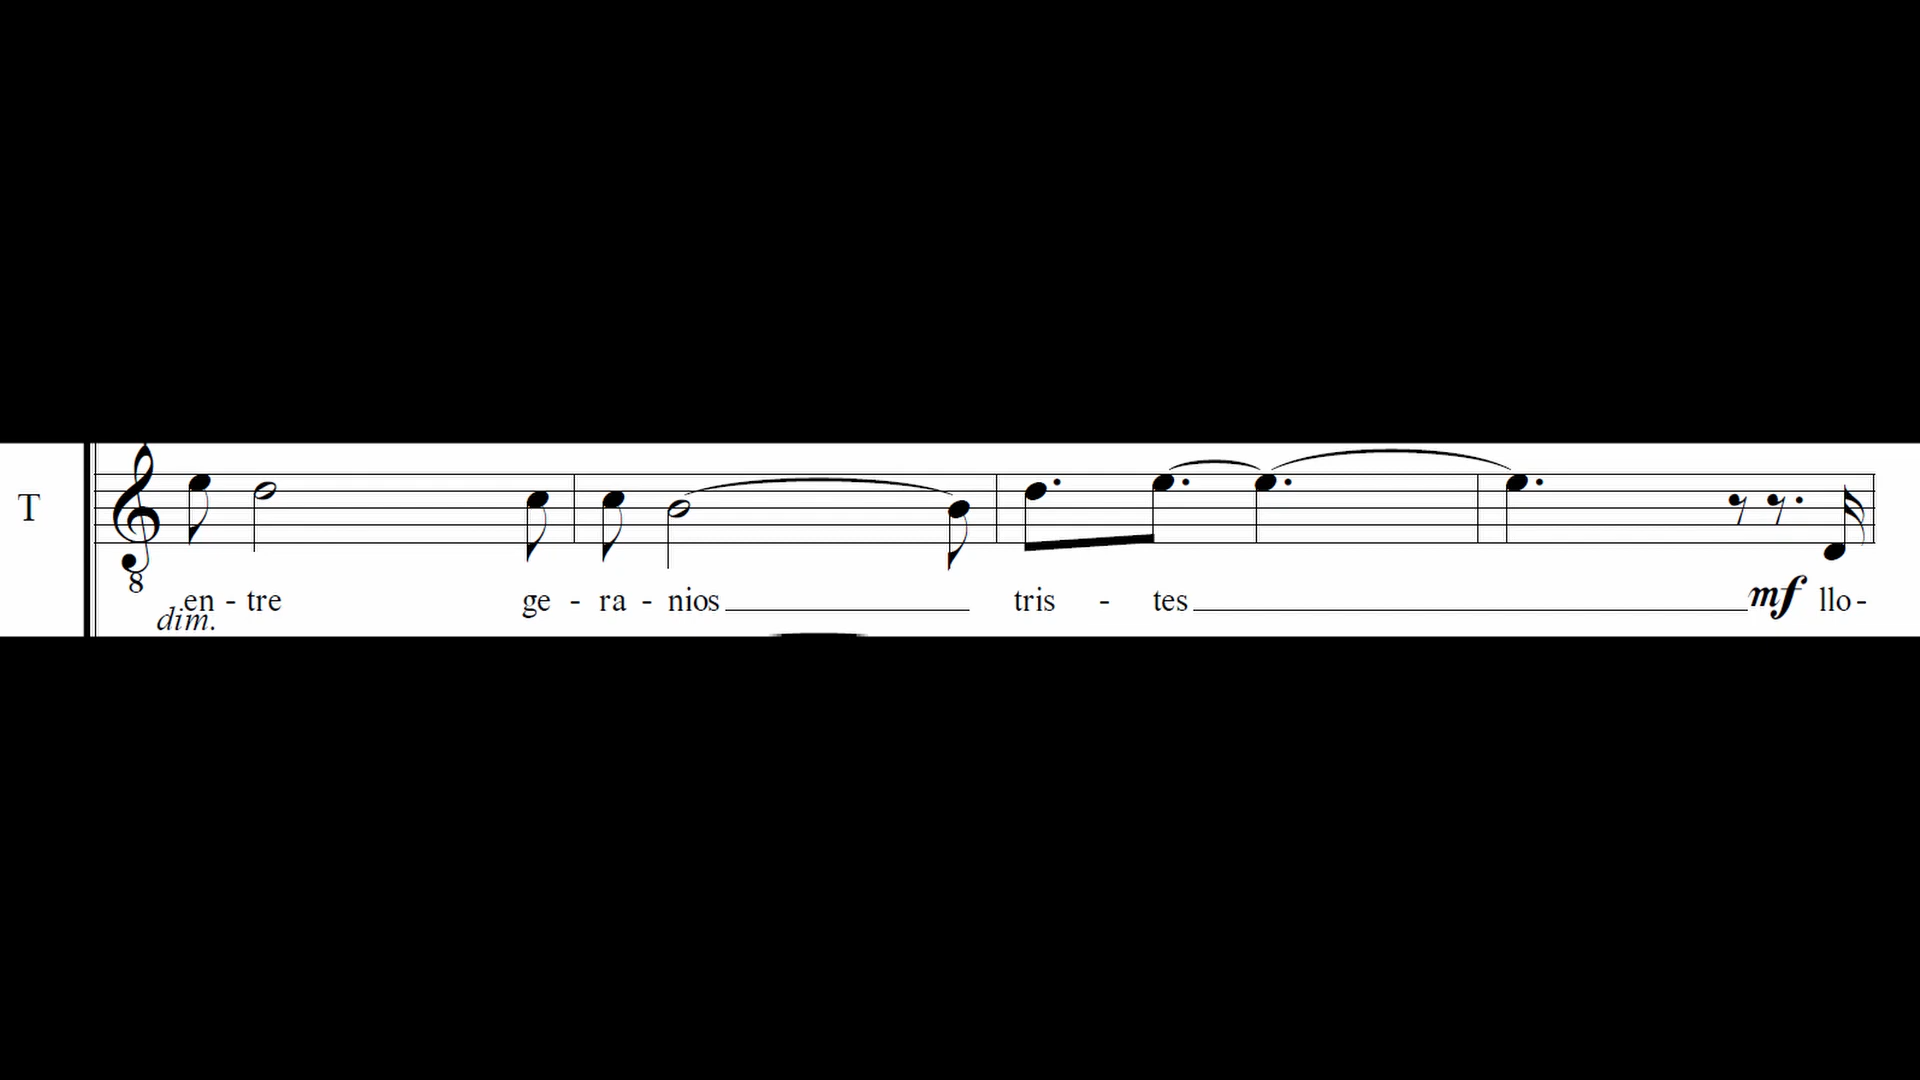 T
8
en - tre ge - ra - nios tris - tes mf llo -
dim.